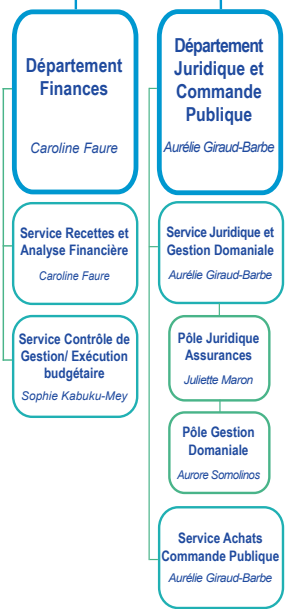 Département
Finances
Caroline Faure
Service Recettes et
Analyse Financière
Caroline Faure
Service Contrôle de
Gestion/ Exécution
budgétaire
Sophie Kabuku-Mey
Département
Juridique et
Commande
Publique
Aurélie Giraud-Barbe
Service Juridique et
Gestion Domaniale
Aurélie Giraud-Barbe
Pôle Juridique
Assurances
Juliette Maron
Pôle Gestion
Domaniale
Aurore Somolinos
Service Achats
Commande Publique
Aurélie Giraud-Barbe